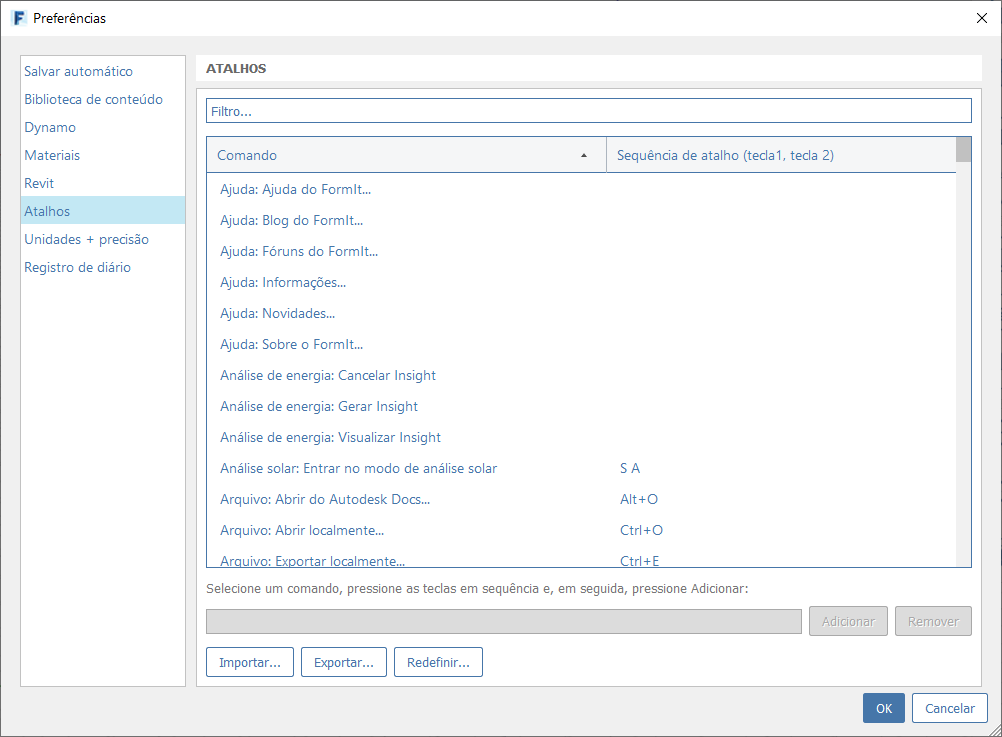 Preferências
Salvar automático
Biblioteca de conteúdo
Dynamo
Materiais
Revit
Atalhos
Unidades + precisão
Registro de diário
ATALHOS
Filtro...
Comando
Sequência de atalho (tecla1, tecla 2)
Ajuda: Ajuda do FormIt...
Ajuda: Blog do FormIt...
Ajuda: Fóruns do FormIt...
Ajuda: Informações...
Ajuda: Novidades...
Ajuda: Sobre o FormIt...
Análise de energia: Cancelar Insight
Análise de energia: Gerar Insight
Análise de energia: Visualizar Insight
Análise solar: Entrar no modo de análise solar S A
Arquivo: Abrir do Autodesk Docs... Alt+O
Arquivo: Abrir localmente... Ctrl+O
Arquivo: Exportar localmente... Ctrl+E
Selecione um comando, pressione as teclas em sequência e, em seguida, pressione Adicionar:
Adicionar Remover
Importar... Exportar... Redefinir...
OK Cancelar